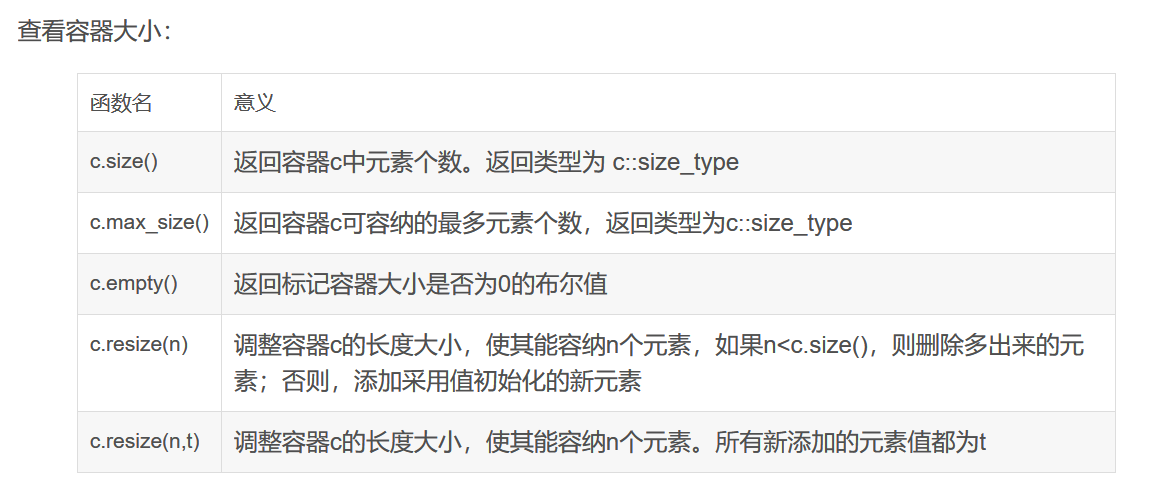 查看容器大小：
函数名 意义
c.size() 返回容器c中元素个数。返回类型为 c::size_type
c.max_size() 返回容器c可容纳的最多元素个数，返回类型为c::size_type
c.empty() 返回标记容器大小是否为0的布尔值
c.resize(n) 调整容器c的长度大小，使其能容纳n个元素，如果n<c.size()，则删除多出来的元
素；否则，添加采用值初始化的新元素
c.resize(n,t) 调整容器c的长度大小，使其能容纳n个元素。所有新添加的元素值都为t